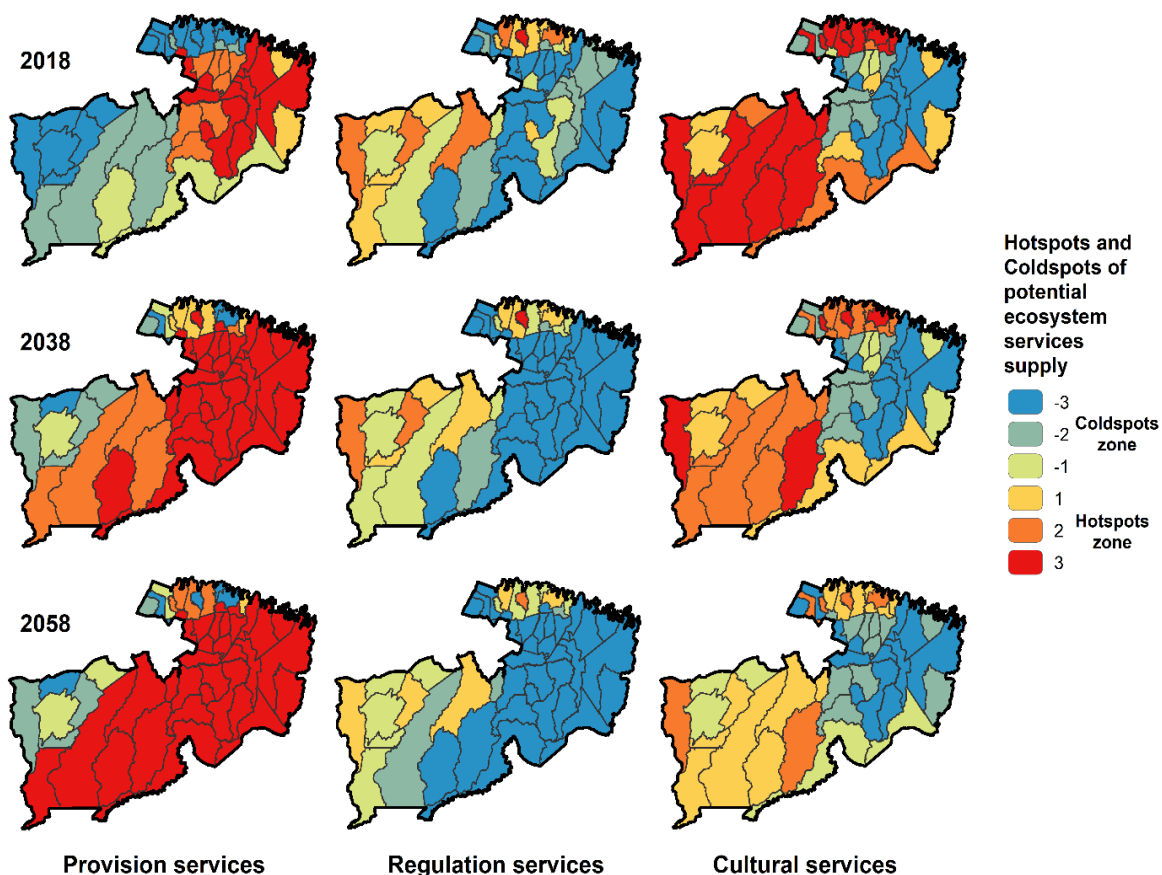 2018
2038
2058
Hotspots and
Coldspots of
potential
ecosystem
services
supply
-3
-2
Coldspots
zone
-1
1
2
Hotspots
zone
3
Provision services
Regulation services
Cultural services